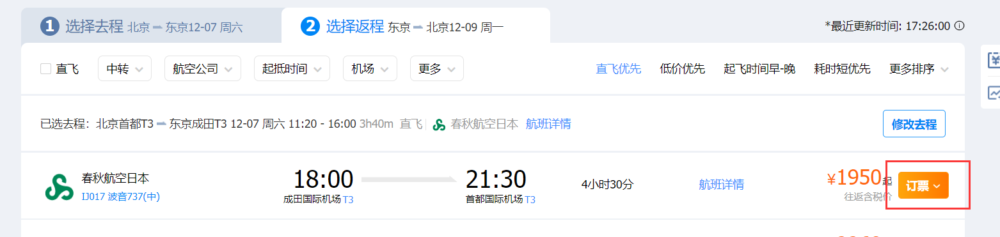 1 选择去程 北京 东京12-07 周六
2 选择返程 东京 北京12-09 周一
*最近更新时间: 17:26:00
直飞 中转 航空公司 起抵时间 机场 更多 直飞优先 低价优先 起飞时间早-晚 耗时短优先 更多排序
已选去程: 北京首都T3 东京成田T3 12-07 周六 11:20 - 16:00 3h40m 直飞 春秋航空日本 航班详情 修改去程
春秋航空日本
IJ017 波音737(中)
18:00
成田国际机场 T3
21:30
首都国际机场 T3
4小时30分
航班详情
¥1950起
往返含税价
订票